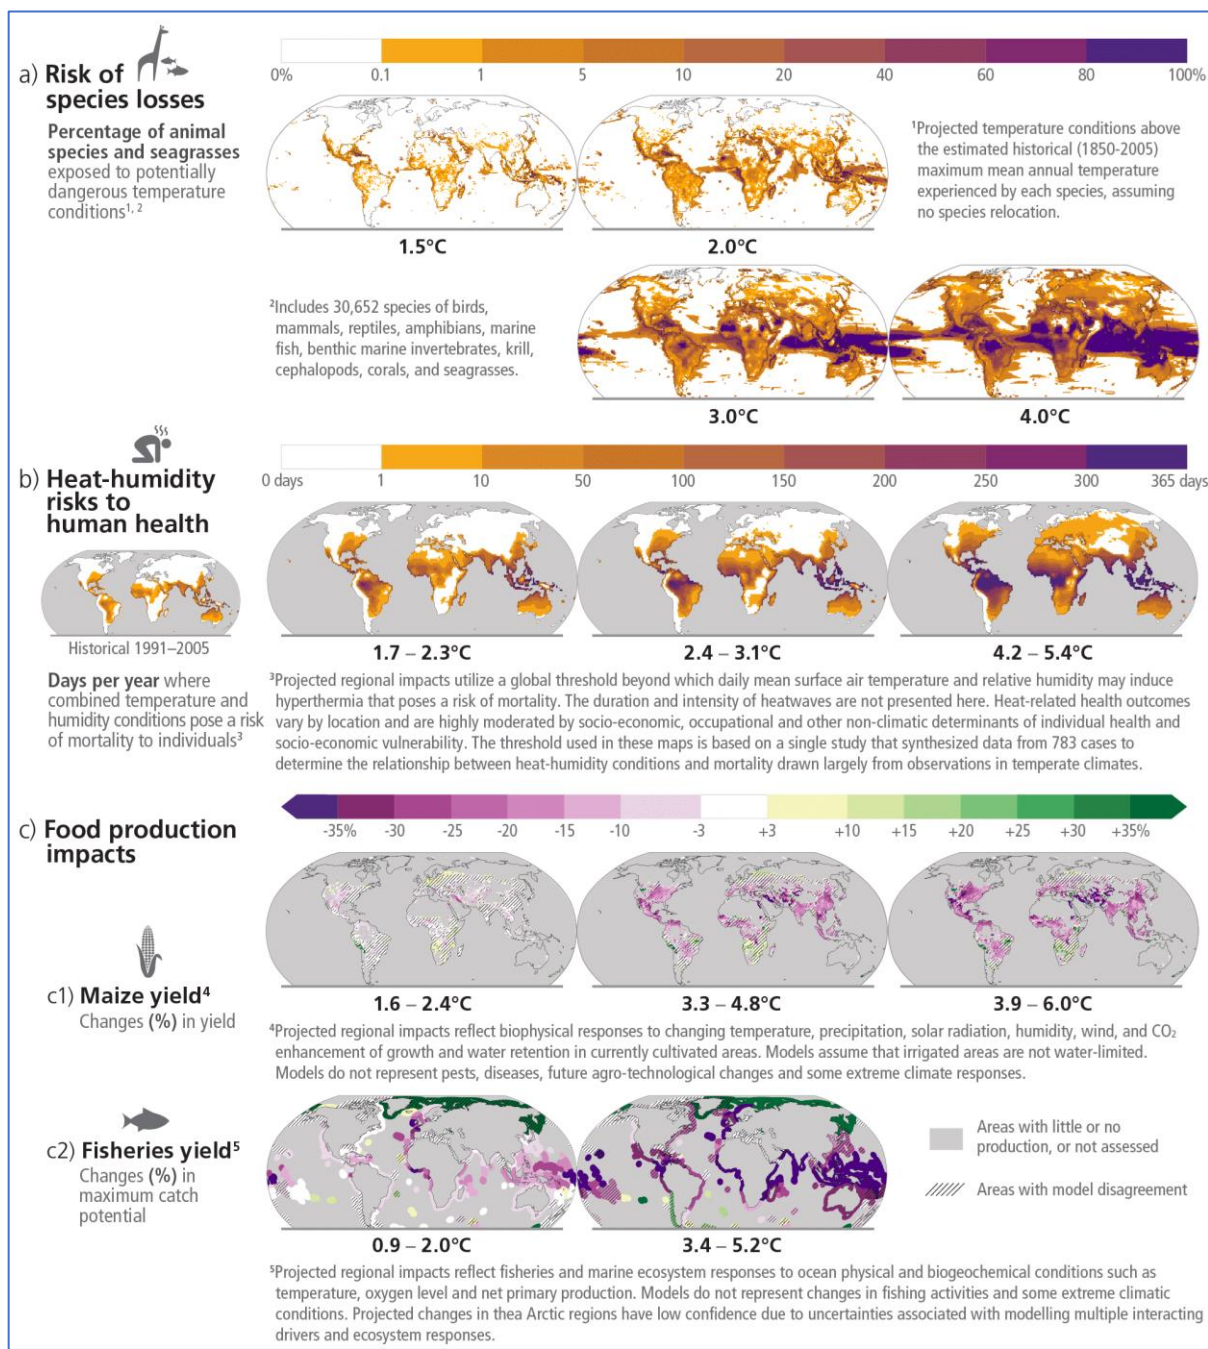 a) Risk of
species losses
Percentage of animal
species and seagrasses
exposed to potentially
dangerous temperature
conditions1, 2
0% 0.1 1 5 10 20 40 60 80 100%
1Projected temperature conditions above
the estimated historical (1850-2005)
maximum mean annual temperature
experienced by each species, assuming
no species relocation.
1.5°C 2.0°C
2Includes 30,652 species of birds,
mammals, reptiles, amphibians, marine
fish, benthic marine invertebrates, krill,
cephalopods, corals, and seagrasses.
3.0°C 4.0°C
b) Heat-humidity
risks to
human health
0 days 1 10 50 100 150 200 250 300 365 days
Historical 1991–2005
Days per year where
combined temperature and
humidity conditions pose a risk
of mortality to individuals3
1.7 – 2.3°C 2.4 – 3.1°C 4.2 – 5.4°C
3Projected regional impacts utilize a global threshold beyond which daily mean surface air temperature and relative humidity may induce
hyperthermia that poses a risk of mortality. The duration and intensity of heatwaves are not presented here. Heat-related health outcomes
vary by location and are highly moderated by socio-economic, occupational and other non-climatic determinants of individual health and
socio-economic vulnerability. The threshold used in these maps is based on a single study that synthesized data from 783 cases to
determine the relationship between heat-humidity conditions and mortality drawn largely from observations in temperate climates.
c) Food production
impacts
-35% -30 -25 -20 -15 -10 -3 +3 +10 +15 +20 +25 +30 +35%
c1) Maize yield4
Changes (%) in yield
1.6 – 2.4°C 3.3 – 4.8°C 3.9 – 6.0°C
4Projected regional impacts reflect biophysical responses to changing temperature, precipitation, solar radiation, humidity, wind, and CO2
enhancement of growth and water retention in currently cultivated areas. Models assume that irrigated areas are not water-limited.
Models do not represent pests, diseases, future agro-technological changes and some extreme climate responses.
c2) Fisheries yield5
Changes (%) in
maximum catch
potential
Areas with little or no
production, or not assessed
Areas with model disagreement
0.9 – 2.0°C 3.4 – 5.2°C
5Projected regional impacts reflect fisheries and marine ecosystem responses to ocean physical and biogeochemical conditions such as
temperature, oxygen level and net primary production. Models do not represent changes in fishing activities and some extreme climatic
conditions. Projected changes in thea Arctic regions have low confidence due to uncertainties associated with modelling multiple interacting
drivers and ecosystem responses.